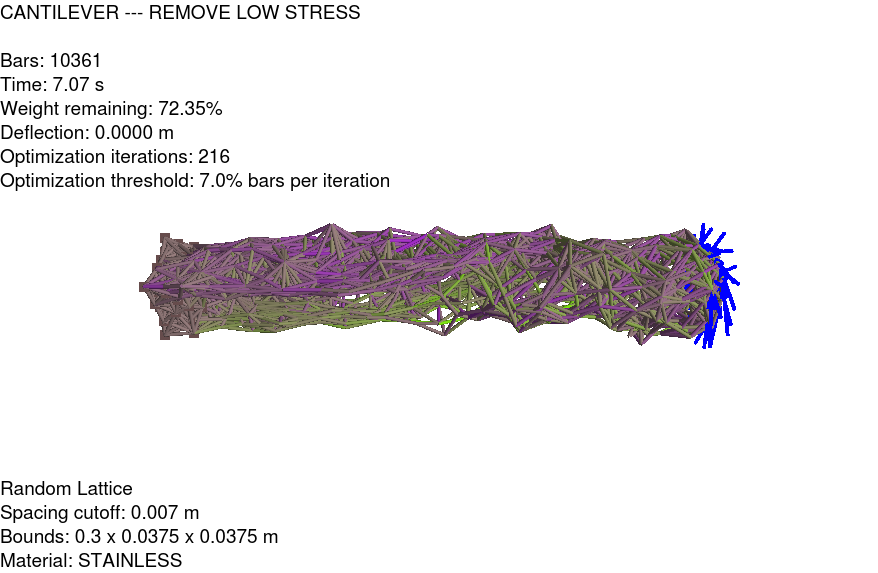 CANTILEVER --- REMOVE LOW STRESS
Bars: 10361
Time: 7.07 s
Weight remaining: 72.35%
Deflection: 0.0000 m
Optimization iterations: 216
Optimization threshold: 7.0% bars per iteration
Random Lattice
Spacing cutoff: 0.007 m
Bounds: 0.3 x 0.0375 x 0.0375 m
Material: STAINLESS